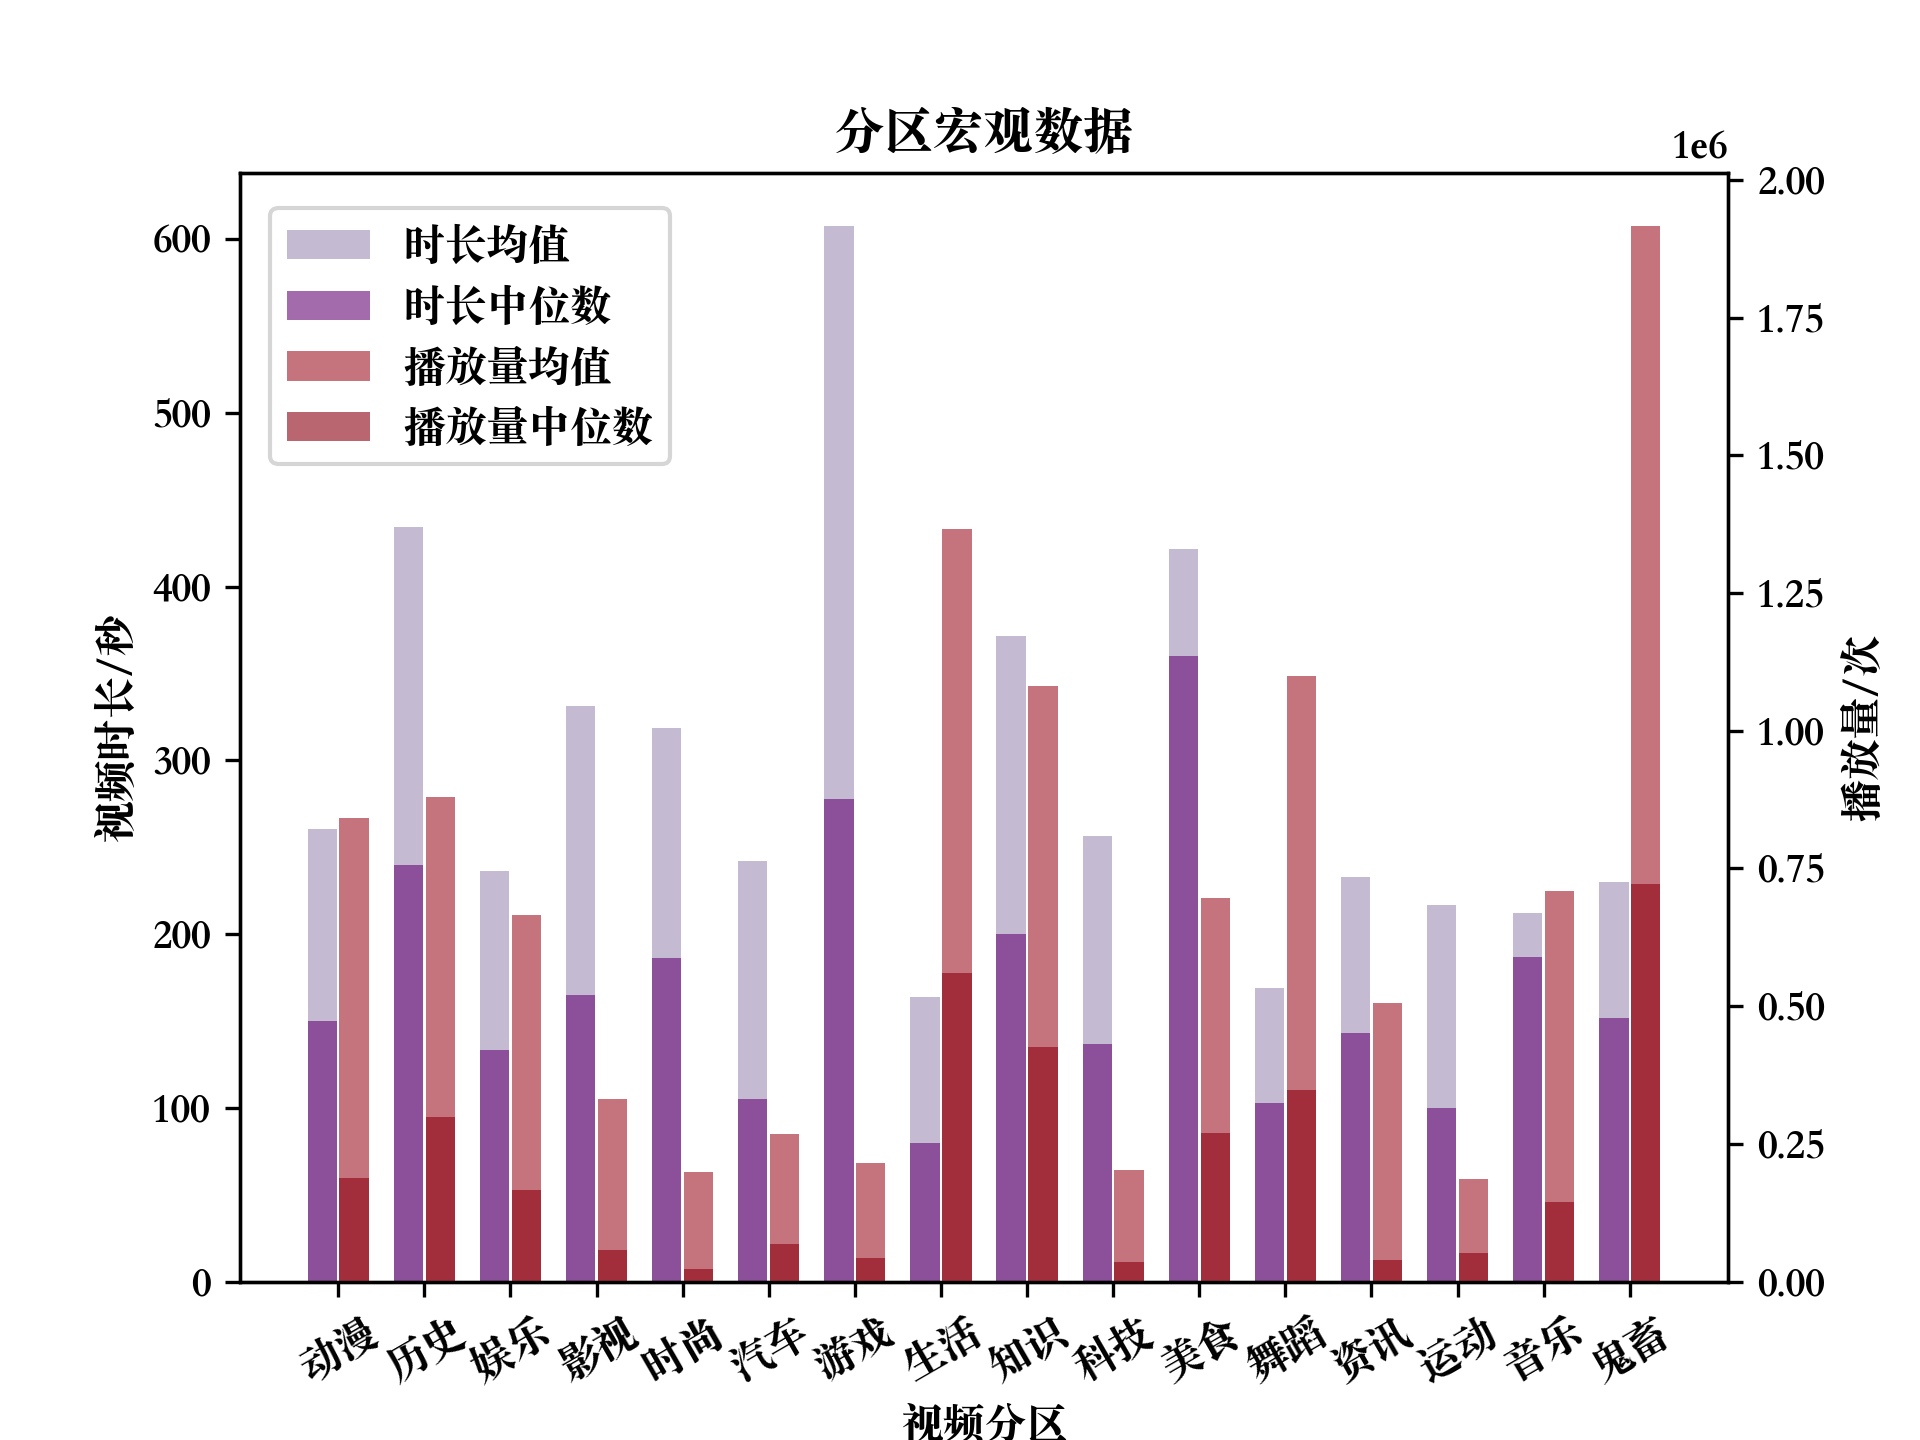 分区宏观数据
1e6
时长均值
时长中位数
播放量均值
播放量中位数
视频时长/秒
600
500
400
300
200
100
0
播放量/次
2.00
1.75
1.50
1.25
1.00
0.75
0.50
0.25
0.00
动漫
历史
娱乐
影视
时尚
汽车
游戏
生活
知识
科技
美食
舞蹈
资讯
运动
音乐
鬼畜
视频分区